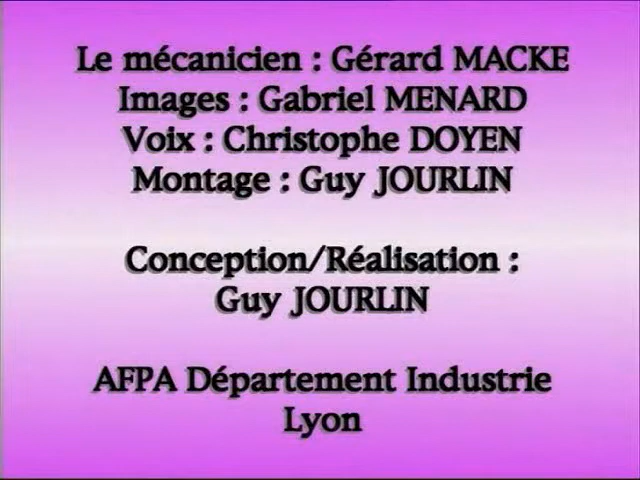 Le mécanicien : Gérard MACKE
Images : Gabriel MENARD
Voix : Christophe DOYEN
Montage : Guy JOURLIN
Conception/Réalisation :
Guy JOURLIN
AFPA Département Industrie
Lyon